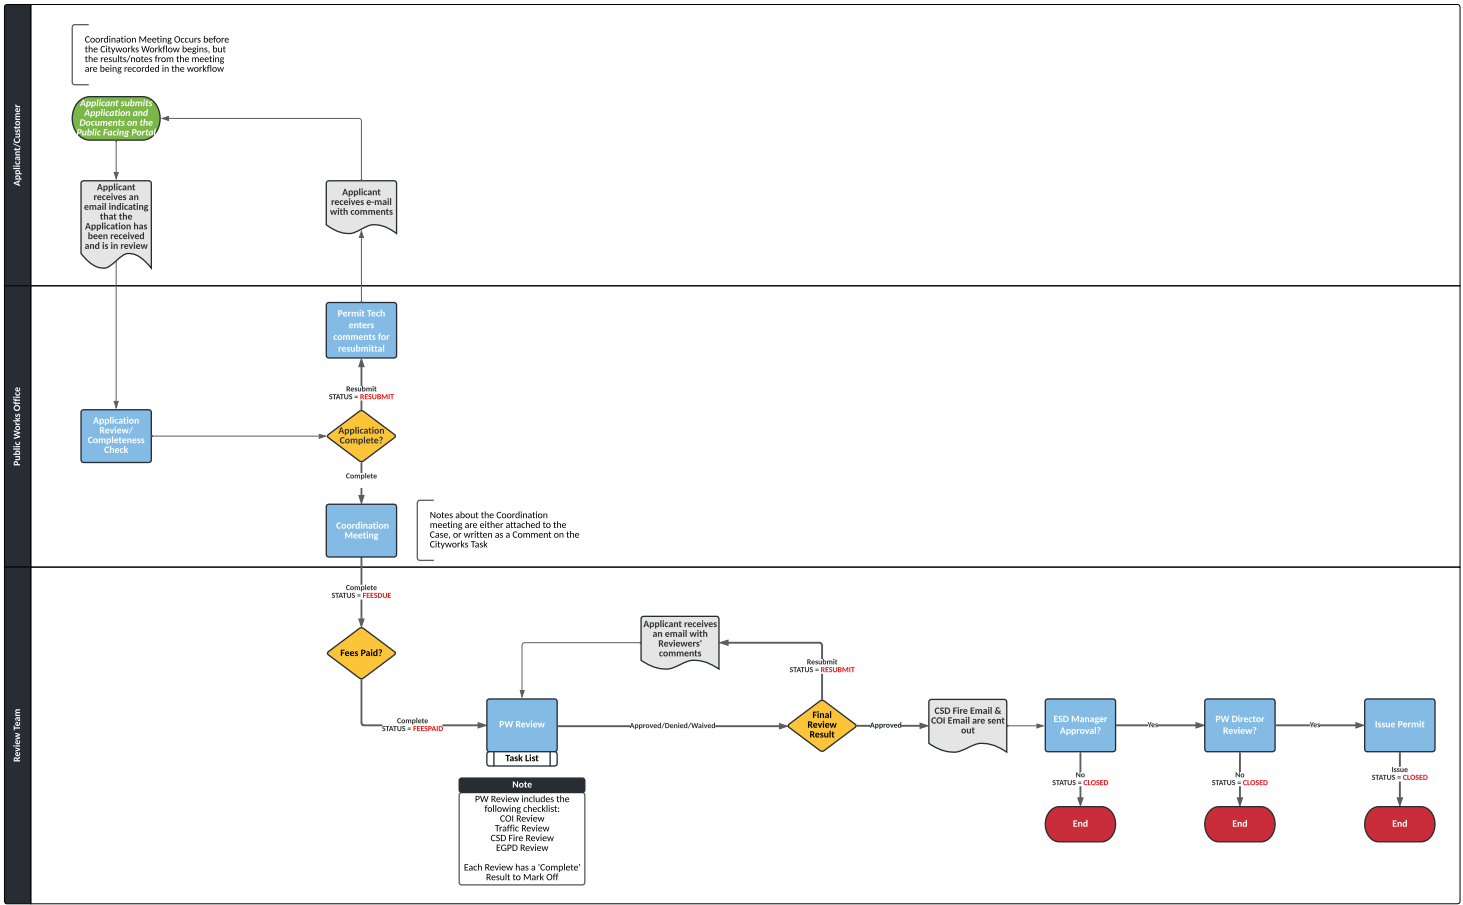 Applicant/Customer
Coordination Meeting Occurs before
the Cityworks Workflow begins, but
the results/notes from the meeting
are being recorded in the workflow
Applicant submits
Application and
Documents on the
Public Facing Portal
Applicant
receives an
email indicating
that the
Application has
been received
and is in review
Applicant
receives e-mail
with comments
Public Works Office
Permit Tech
enters
comments for
resubmittal
Resubmit
STATUS = RESUBMIT
Application
Review/
Completeness
Check
Application
Complete?
Complete
Coordination
Meeting
Notes about the Coordination
meeting are either attached to the
Case, or written as a Comment on the
Cityworks Task
Review Team
Complete
STATUS = FEESDUE
Fees Paid?
Complete
STATUS = FEESPAID
PW Review
Task List
Note
PW Review includes the
following checklist:
COI Review
Traffic Review
CSD Fire Review
EGPD Review
Each Review has a 'Complete'
Result to Mark Off
Applicant receives
an email with
Reviewers'
comments
Approved/Denied/Waived
Resubmit
STATUS = RESUBMIT
Final
Review
Result
Approved
CSD Fire Email &
COI Email are sent
out
ESD Manager
Approval?
Yes
PW Director
Review?
Yes
Issue Permit
No
STATUS = CLOSED
No
STATUS = CLOSED
Issue
STATUS = CLOSED
End
End
End